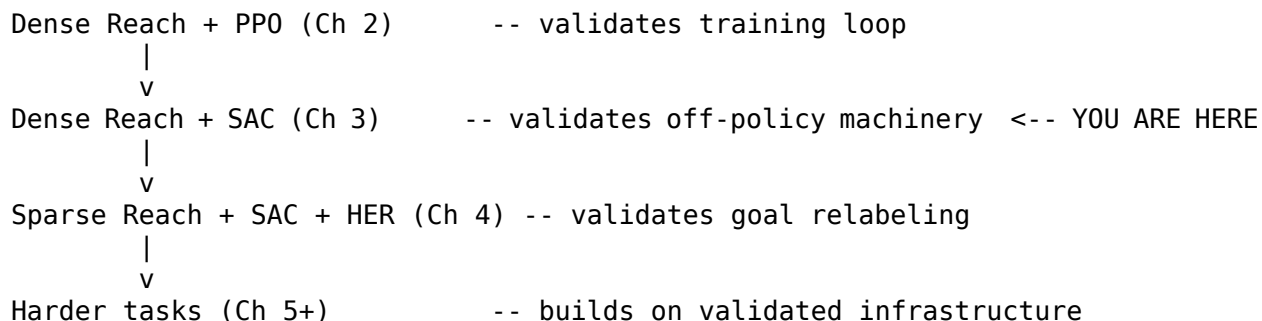 Dense Reach + PPO (Ch 2)      -- validates training loop
        |
        v
Dense Reach + SAC (Ch 3)     -- validates off-policy machinery  <-- YOU ARE HERE
        |
        v
Sparse Reach + SAC + HER (Ch 4) -- validates goal relabeling
        |
        v
Harder tasks (Ch 5+)          -- builds on validated infrastructure